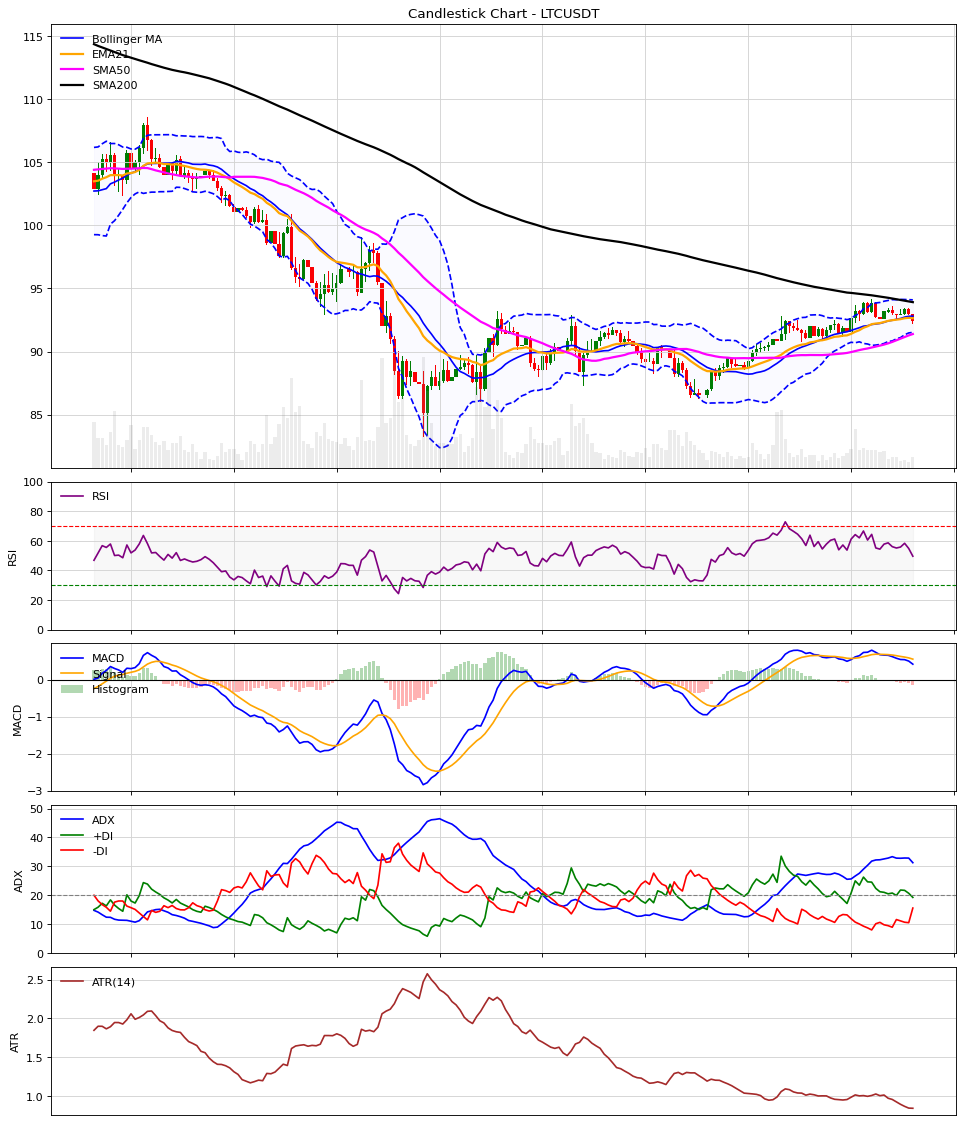 Candlestick Chart - LTCUSDT
115
110
105
100
95
90
85
Bollinger MA
EMA21
SMA50
SMA200
100
80
60
40
20
0
RSI
RSI
0
−1
−2
−3
MACD
MACD
Signal
Histogram
50
40
30
20
10
0
ADX
ADX
+DI
-DI
2.5
2.0
1.5
1.0
ATR
ATR(14)